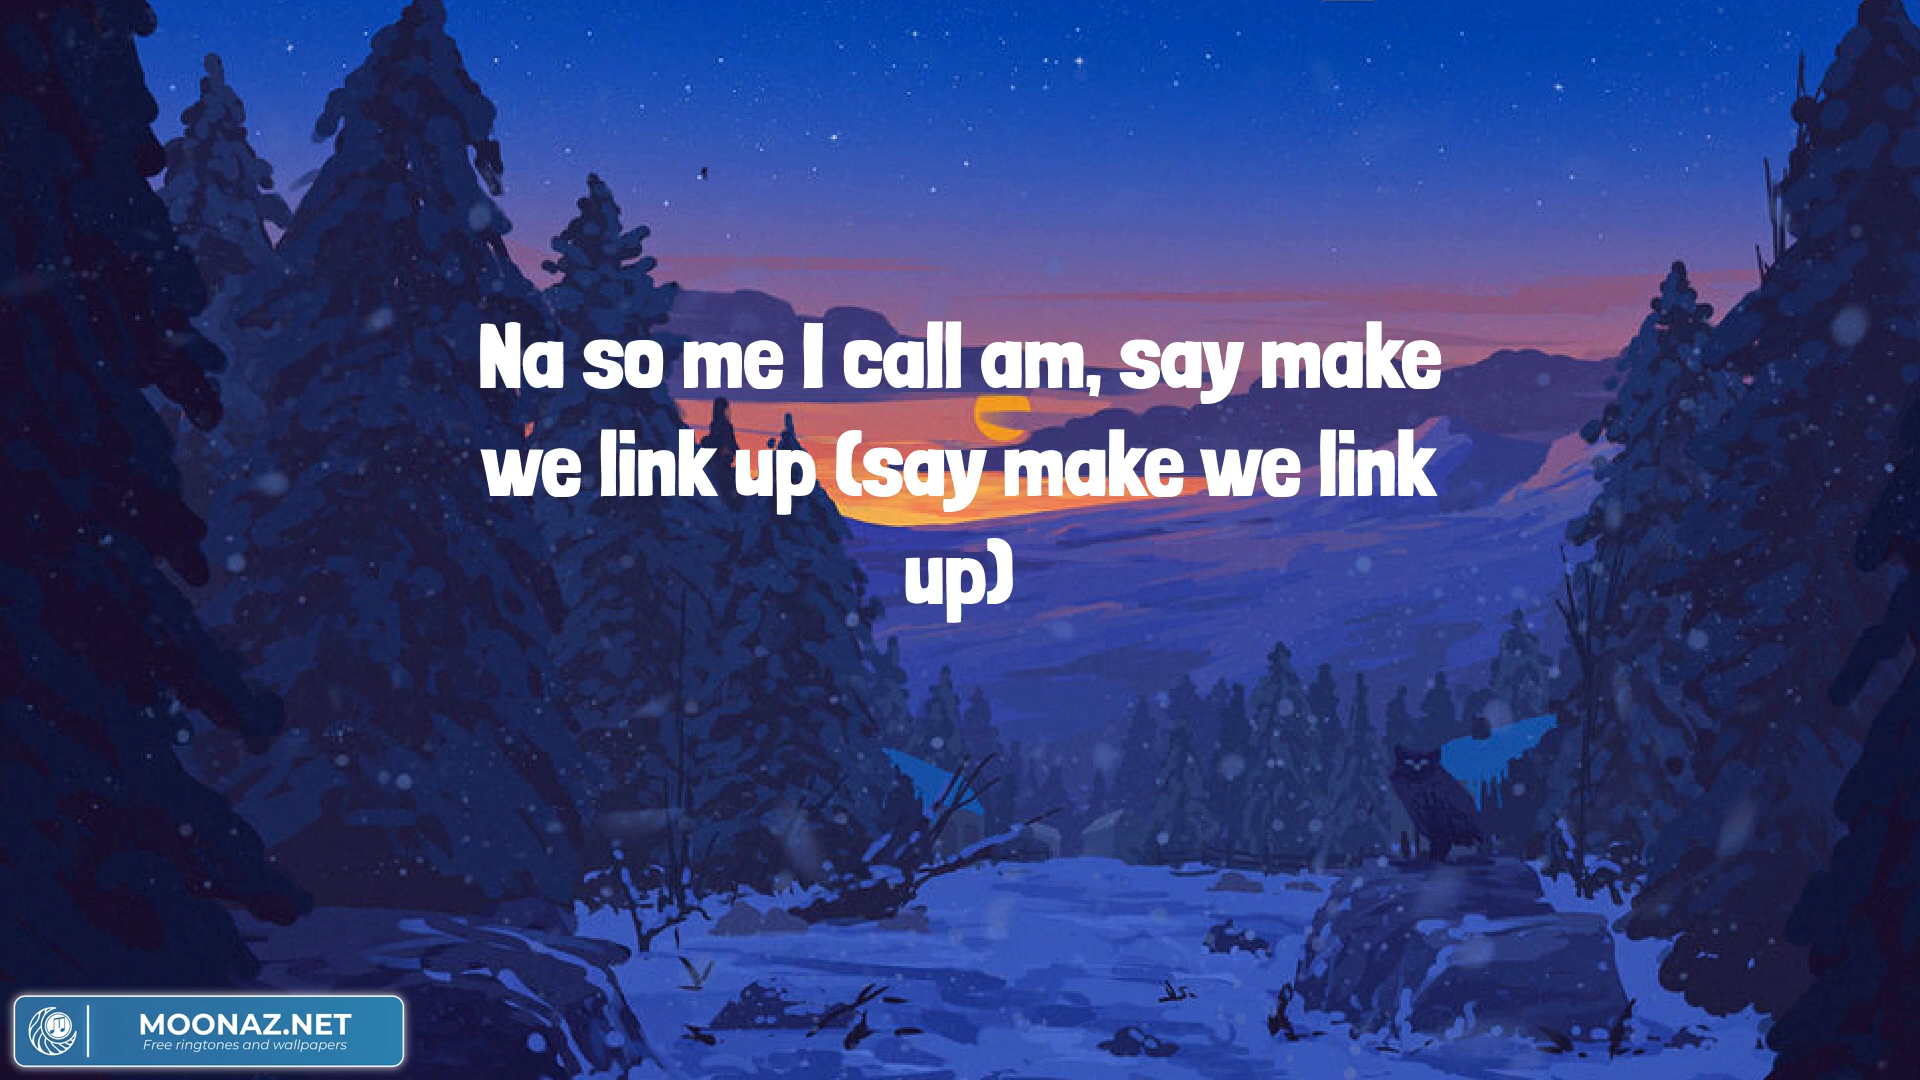 Na so me I call am, say make
we link up (say make we link
up)
MOONAZ.NET
Free ringtones and wallpapers